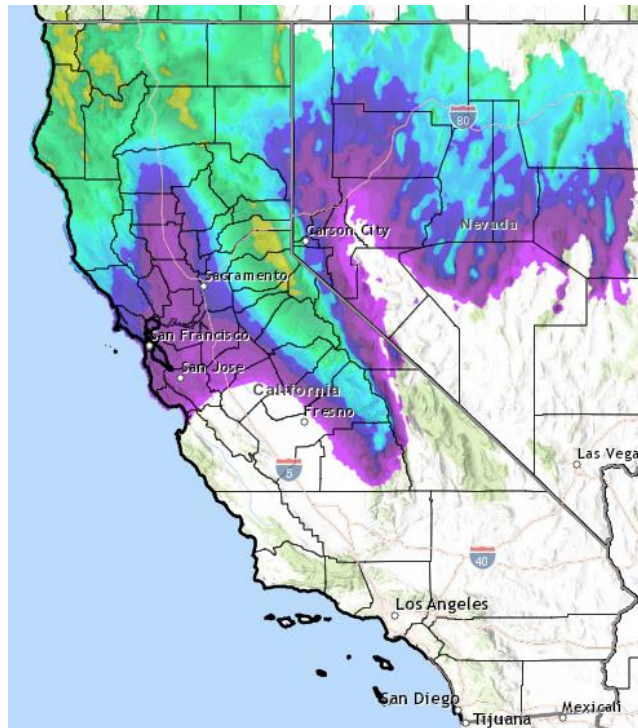 80
Carson City
Nevada
Sacramento
San Francisco
San Jose
California
Fresno
5
Las Vega
40
Los Angeles
San Diego
Mexicali
Tijuana